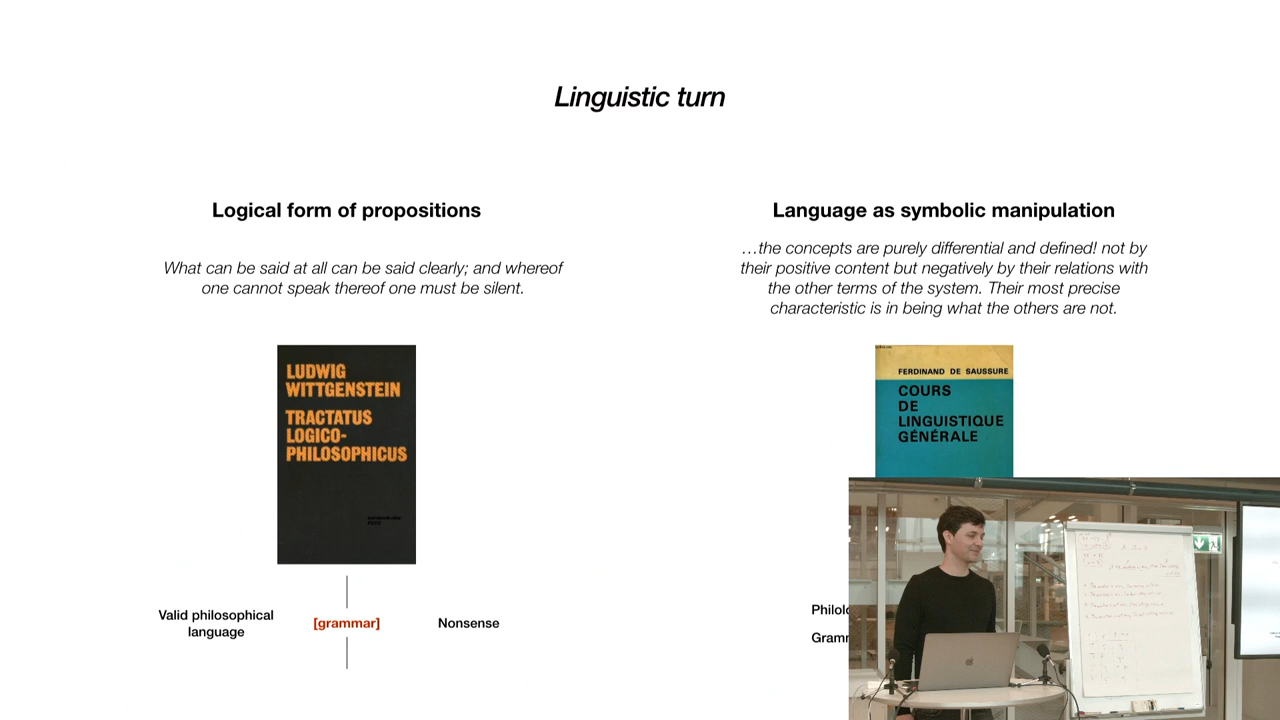 Linguistic turn
Logical form of propositions
What can be said at all can be said clearly; and whereof
one cannot speak thereof one must be silent.
LUDWIG
WITTGENSTEIN
TRACTATUS
LOGICO-
PHILOSOPHICUS
Valid philosophical
language
[grammar]
Nonsense
Language as symbolic manipulation
…the concepts are purely differential and defined! not by
their positive content but negatively by their relations with
the other terms of the system. Their most precise
characteristic is in being what the others are not.
FERDINAND DE SAUSSURE
COURS
DE
LINGUISTIQUE
GÉNÉRALE
Philolo
Gramm